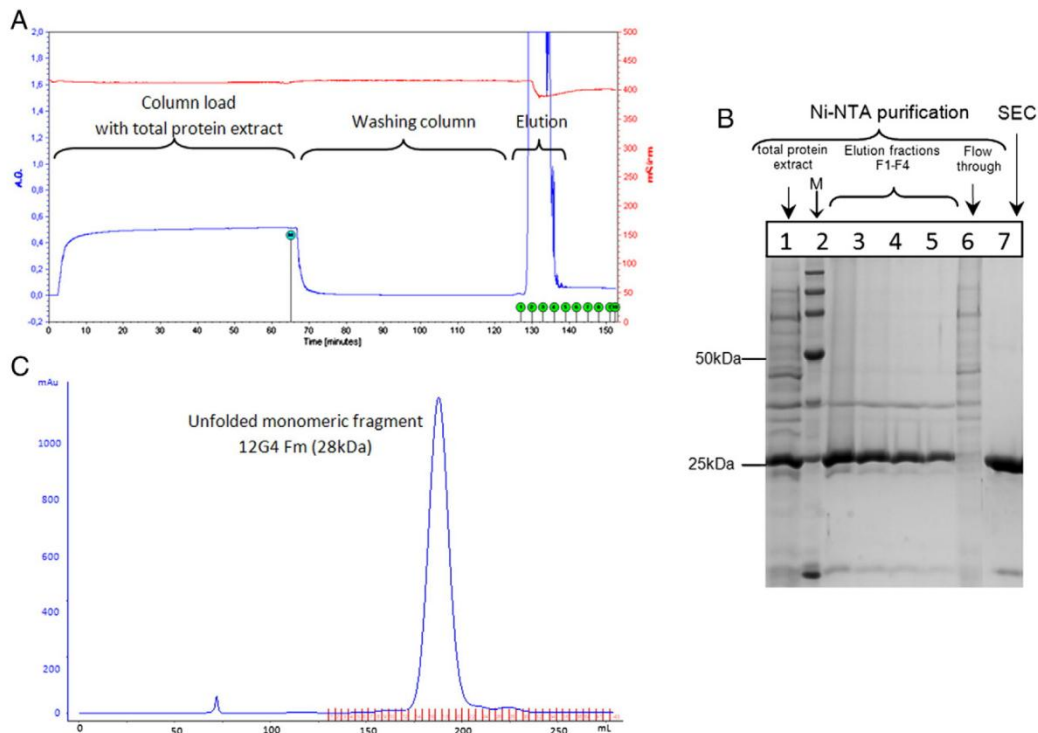 A
2,0
1,8
1,6
1,4
1,2
1,0
0,8
0,6
0,4
0,2
0,0
-0,2
500
450
400
350
300
250
200
150
100
50
0
Column load
with total protein extract
Washing column
Elution
0 10 20 30 40 50 60 70 80 90 100 110 120 130 140 150
Time [minutes]
B
Ni-NTA purification
SEC
total protein
extract
M
Elution fractions
F1-F4
Flow
through
1 2 3 4 5 6 7
50kDa
25kDa
C
mAu
1000
800
600
400
200
0
Unfolded monomeric fragment
12G4 Fm (28kDa)
0 50 100 150 200 250 mL